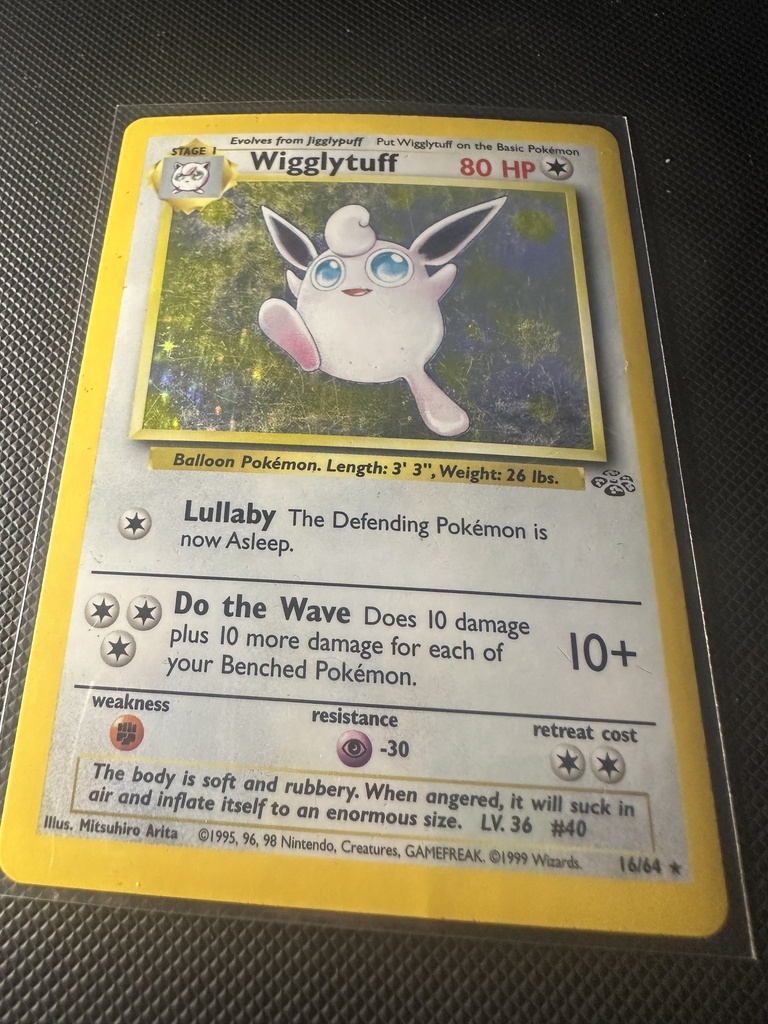 Evolves from Jigglypuff Put Wigglytuff on the Basic Pokémon
STAGE 1
Wigglytuff 80 HP
Balloon Pokémon. Length: 3' 3", Weight: 26 lbs.
Lullaby The Defending Pokémon is
now Asleep.
Do the Wave Does 10 damage
plus 10 more damage for each of
your Benched Pokémon.
10+
weakness
resistance
-30
retreat cost
The body is soft and rubbery. When angered, it will suck in
air and inflate itself to an enormous size. LV. 36 #40
Illus. Mitsuhiro Arita ©1995, 96, 98 Nintendo, Creatures, GAMEFREAK. ©1999 Wizards. 16/64 ★